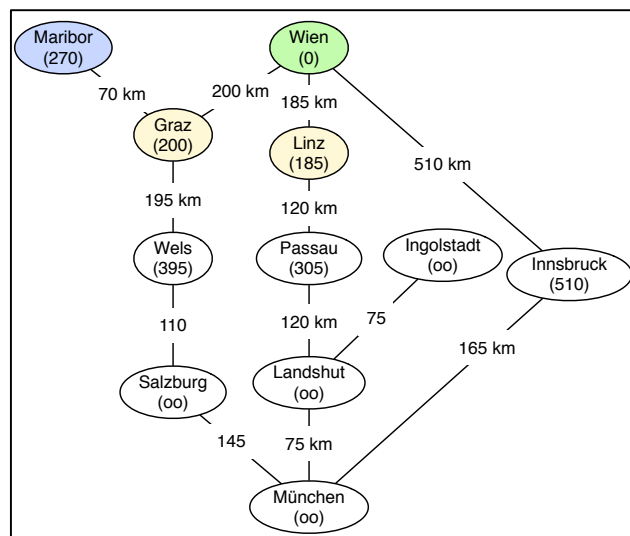 Maribor
(270)
Wien
(0)
70 km
200 km
185 km
Graz
(200)
Linz
(185)
510 km
195 km
120 km
Wels
(395)
Passau
(305)
Ingolstadt
(oo)
Innsbruck
(510)
110
120 km
75
165 km
Salzburg
(oo)
Landshut
(oo)
145
75 km
München
(oo)